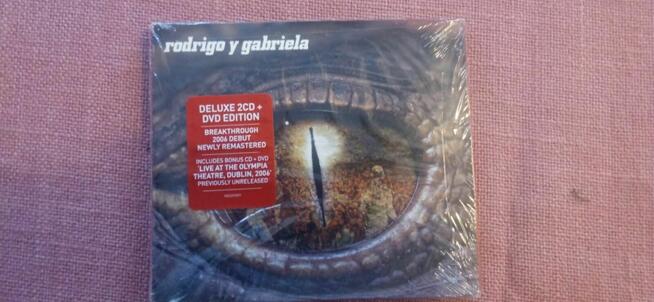 rodrigo y gabriela
DELUXE 2CD +
DVD EDITION
BREAKTHROUGH
2006 DEBUT
NEWLY REMASTERED
INCLUDES BONUS CD + DVD
'LIVE AT THE OLYMPIA
THEATRE, DUBLIN, 2006'
PREVIOUSLY UNRELEASED